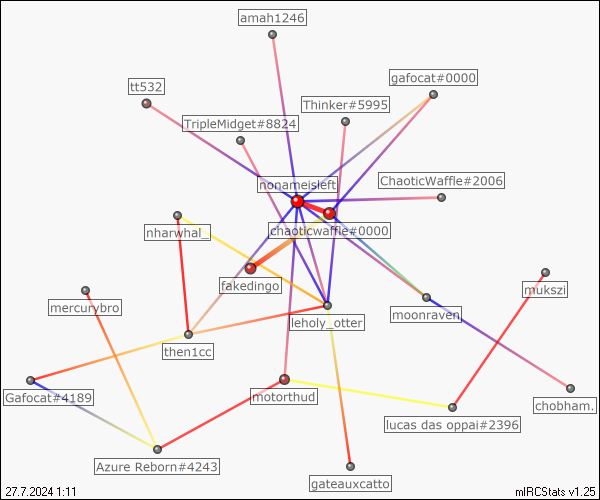 amah1246
gafocat#0000
tt532
Thinker#5995
TripleMidget#8824
ChaoticWaffle#2006
nonameisleft
chaoticwaffle#0000
nharwhal_
fakedingo
mukszi
mercurybro
moonraven
leholy_otter
then1cc
Gafocat#4189
motorthud
chobham.
lucas das oppai#2396
Azure Reborn#4243
gateauxcatto
27.7.2024 1:11
mIRCStats v1.25